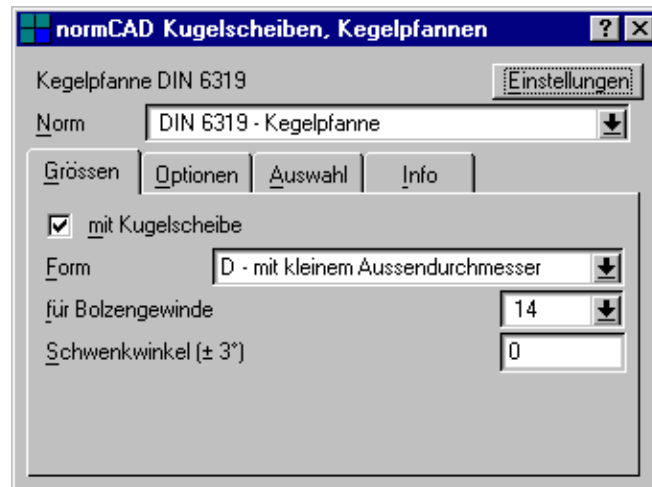 normCAD Kugelscheiben, Kegelpfannen
Kegelpfanne DIN 6319 Einstellungen
Norm DIN 6319 - Kegelpfanne
Grössen Optionen Auswahl Info
mit Kugelscheibe
Form D - mit kleinem Aussendurchmesser
für Bolzengewinde 14
Schwenkwinkel (± 3°) 0